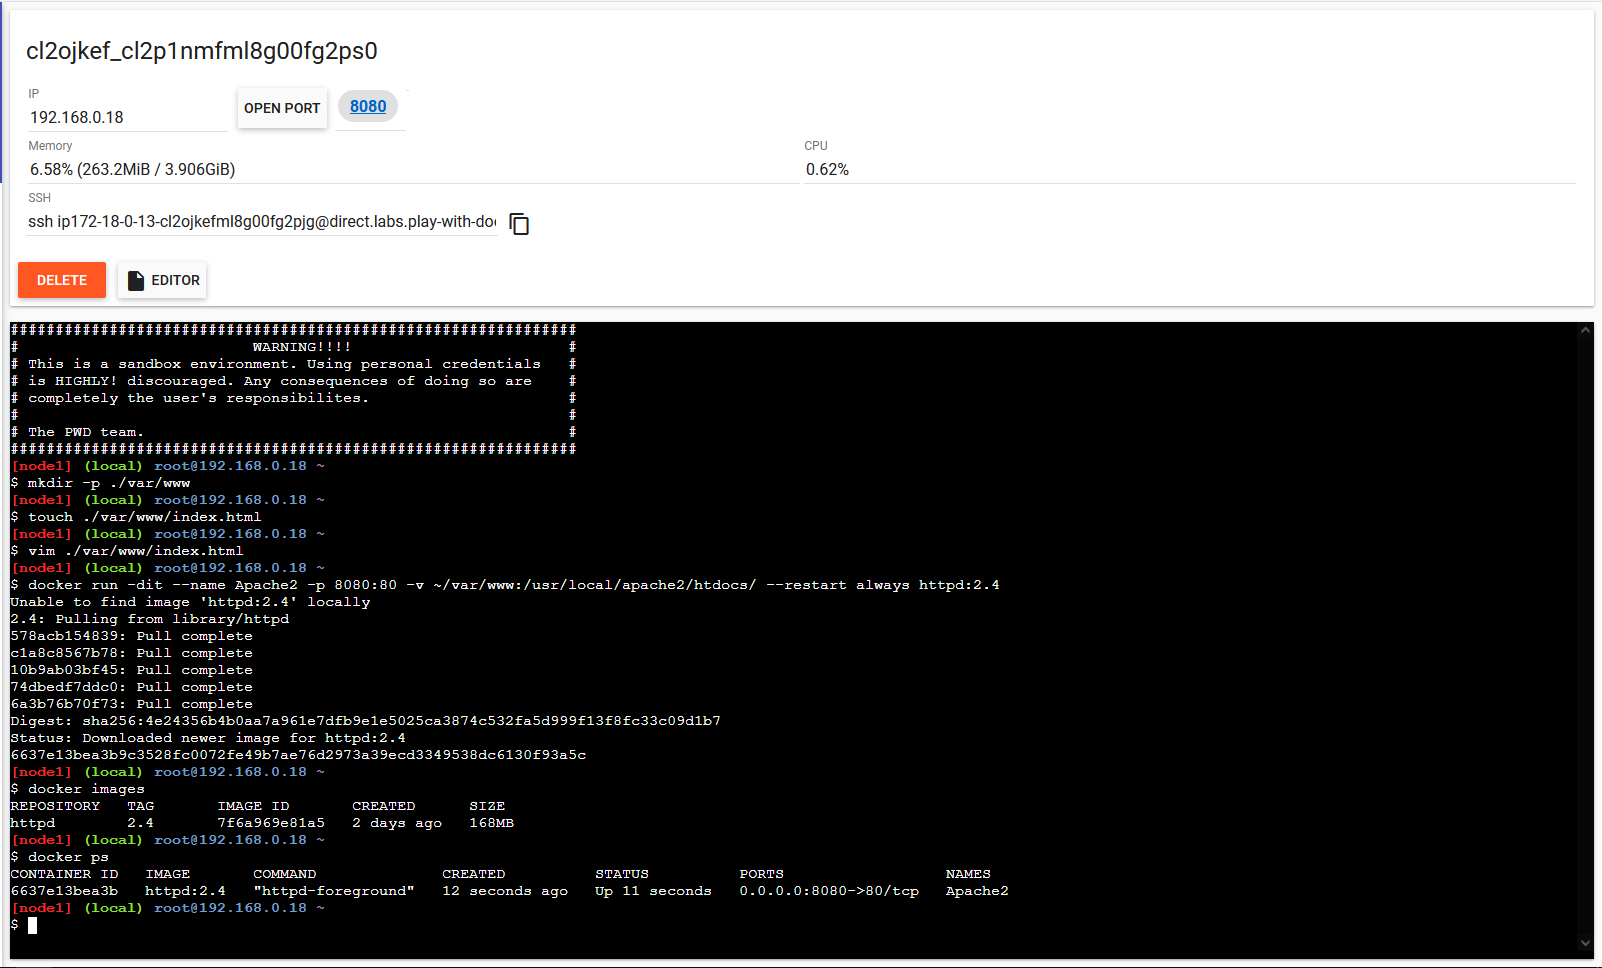 cl2ojkef_cl2p1nmfml8g00fg2ps0
IP
192.168.0.18
OPEN PORT
8080
Memory
6.58% (263.2MiB / 3.906GiB)
CPU
0.62%
SSH
ssh ip172-18-0-13-cl2ojkefml8g00fg2pjg@direct.labs.play-with-do
DELETE
EDITOR
###############################################################
#                          WARNING!!!!                        #
# This is a sandbox environment. Using personal credentials   #
# is HIGHLY! discouraged. Any consequences of doing so are    #
# completely the user's responsibilites.                      #
#                                                             #
# The PWD team.                                               #
###############################################################
[node1] (local) root@192.168.0.18 ~
$ mkdir -p ./var/www
[node1] (local) root@192.168.0.18 ~
$ touch ./var/www/index.html
[node1] (local) root@192.168.0.18 ~
$ vim ./var/www/index.html
[node1] (local) root@192.168.0.18 ~
$ docker run -dit --name Apache2 -p 8080:80 -v ~/var/www:/usr/local/apache2/htdocs/ --restart always httpd:2.4
Unable to find image 'httpd:2.4' locally
2.4: Pulling from library/httpd
578acb154839: Pull complete
c1a8c8567b78: Pull complete
10b9ab03bf45: Pull complete
74dbedf7ddc0: Pull complete
6a3b76b70f73: Pull complete
Digest: sha256:4e24356b4b0aa7a961e7dfb9e1e5025ca3874c532fa5d999f13f8fc33c09d1b7
Status: Downloaded newer image for httpd:2.4
6637e13bea3b9c3528fc0072fe49b7ae76d2973a39ecd3349538dc6130f93a5c
[node1] (local) root@192.168.0.18 ~
$ docker images
REPOSITORY   TAG       IMAGE ID       CREATED      SIZE
httpd        2.4       7f6a969e81a5   2 days ago   168MB
[node1] (local) root@192.168.0.18 ~
$ docker ps
CONTAINER ID   IMAGE       COMMAND              CREATED          STATUS          PORTS                  NAMES
6637e13bea3b   httpd:2.4   "httpd-foreground"   12 seconds ago   Up 11 seconds   0.0.0.0:8080->80/tcp   Apache2
[node1] (local) root@192.168.0.18 ~
$